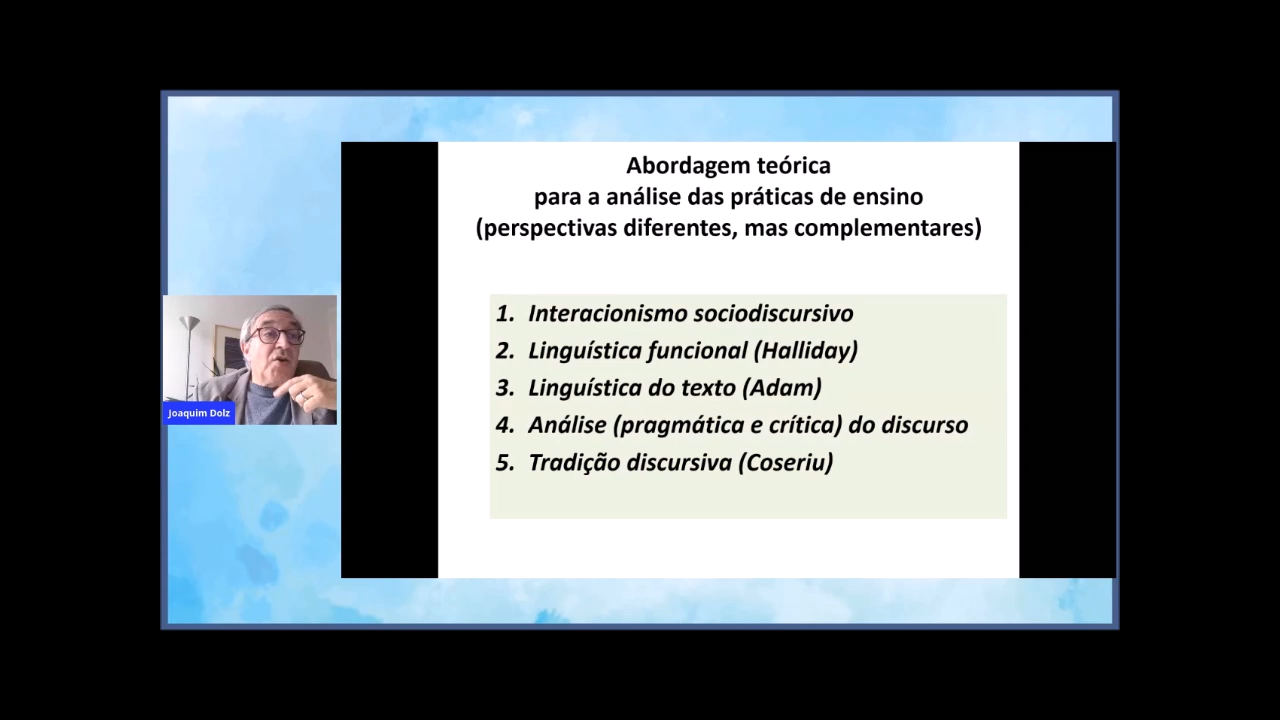 Abordagem teórica
para a análise das práticas de ensino
(perspectivas diferentes, mas complementares)
1. Interacionismo sociodiscursivo
2. Linguística funcional (Halliday)
3. Linguística do texto (Adam)
4. Análise (pragmática e crítica) do discurso
5. Tradição discursiva (Coseriu)
Joaquim Dolz